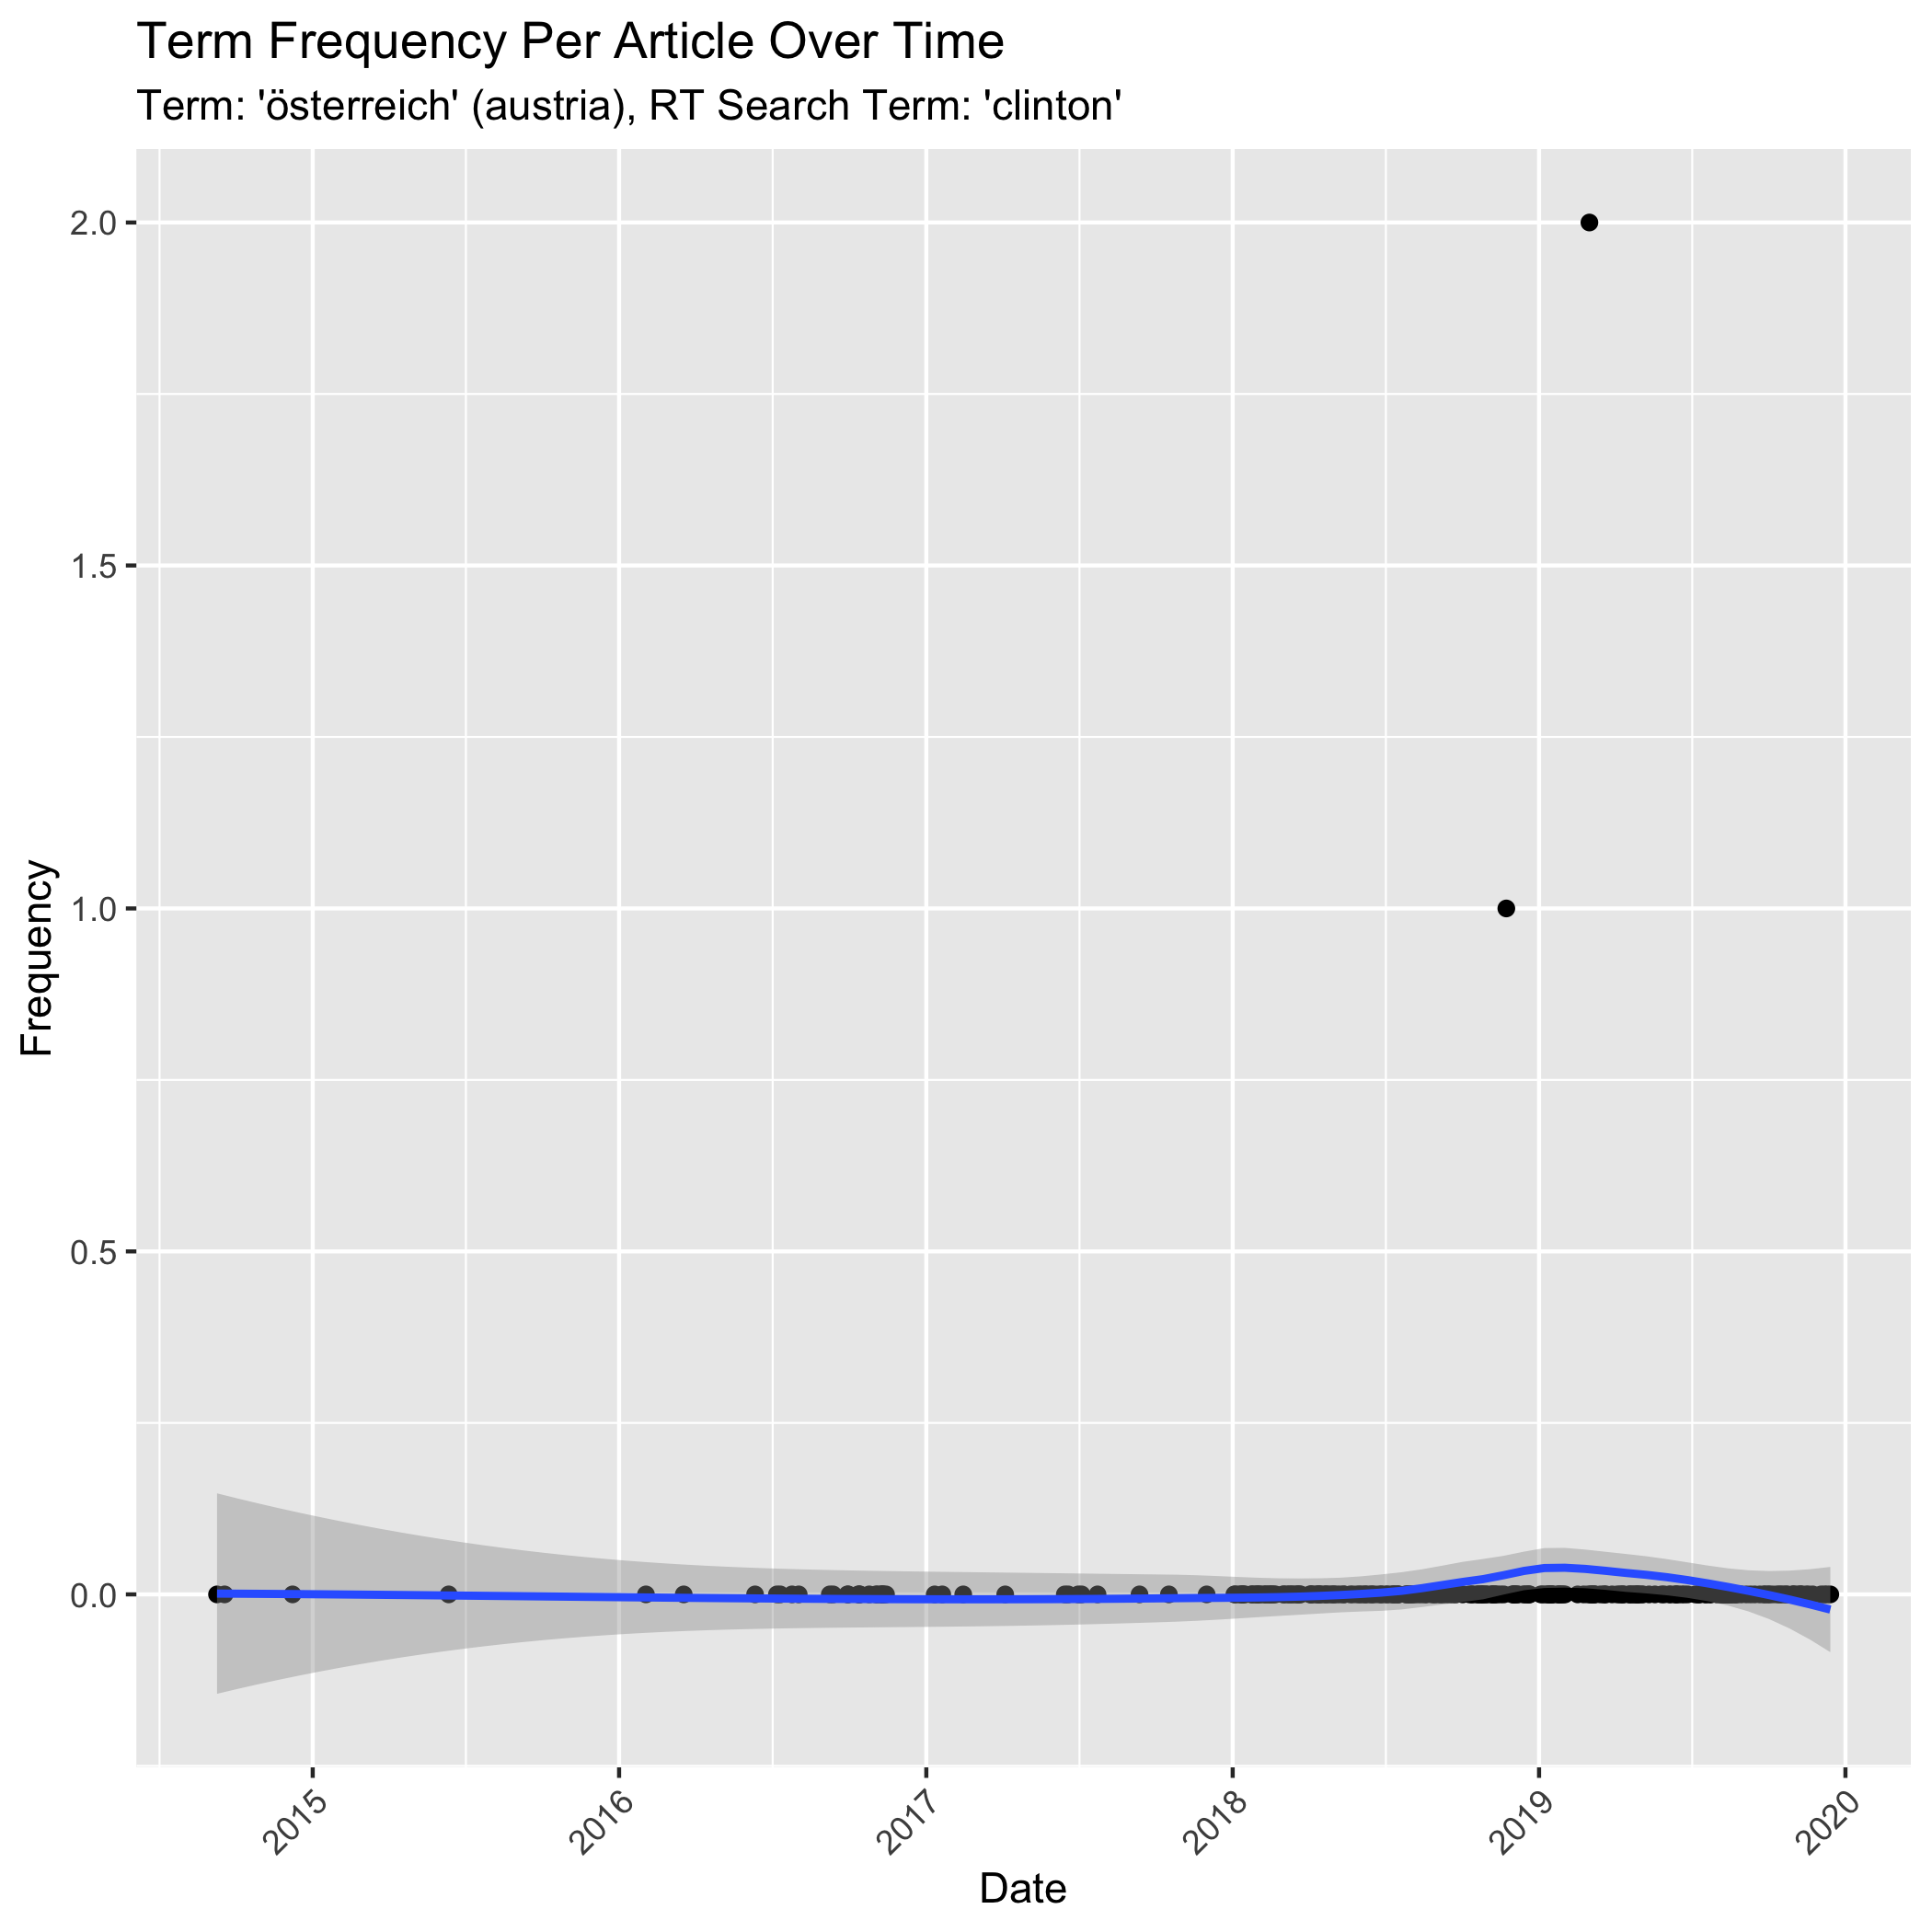 Term Frequency Per Article Over Time
Term: 'österreich' (austria), RT Search Term: 'clinton'
2.0
1.5
1.0
0.5
0.0
Frequency
2015
2016
2017
2018
2019
2020
Date